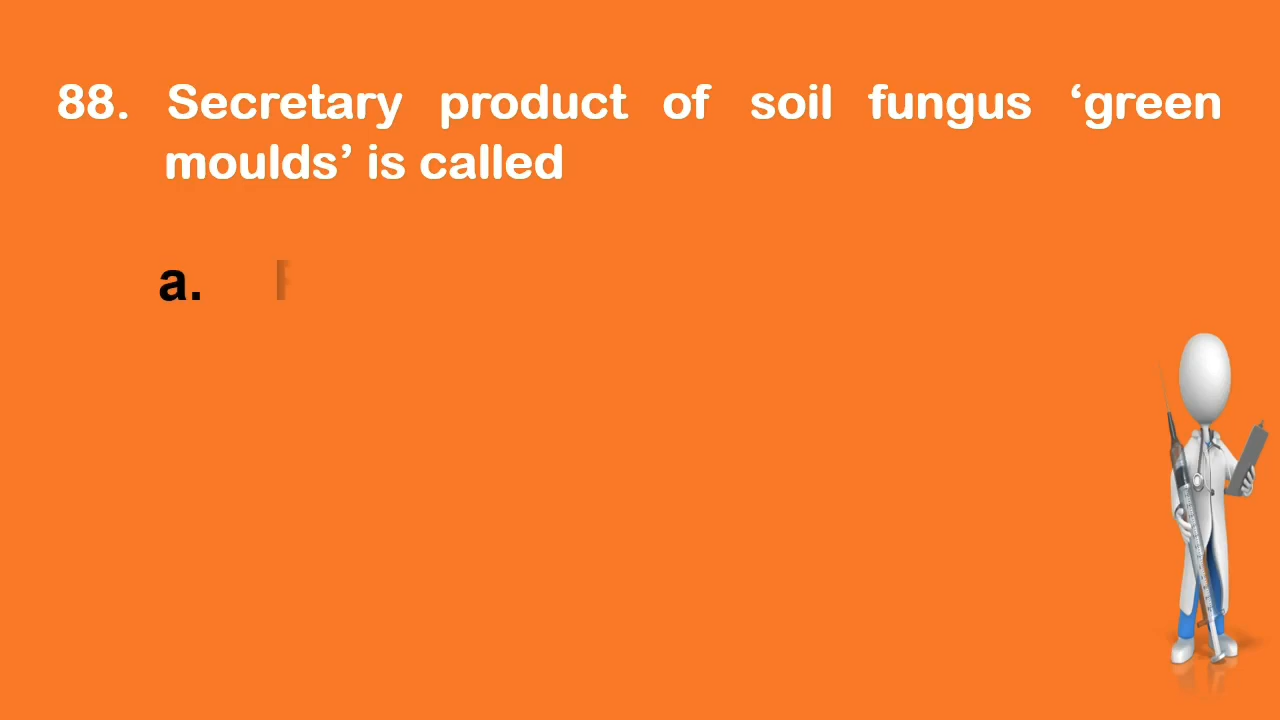 88. Secretary product of soil fungus ‘green
moulds’ is called
a.